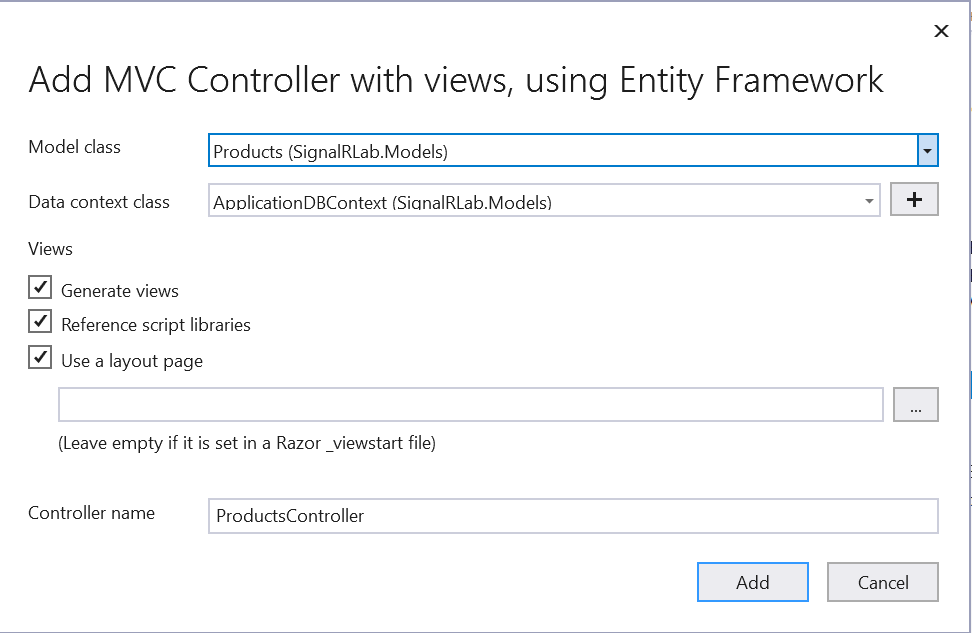 Add MVC Controller with views, using Entity Framework
Model class
Products (SignalRLab.Models)
Data context class
ApplicationDBContext (SignalRLab.Models)
Views
Generate views
Reference script libraries
Use a layout page
...
(Leave empty if it is set in a Razor _viewstart file)
Controller name
ProductsController
Add
Cancel